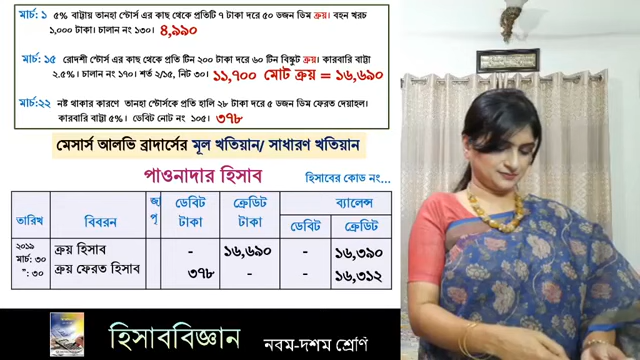 মার্চ: ১ ৫% বাট্টায় তানহা স্টোর্স এর কাছ থেকে প্রতিটি ৭ টাকা দরে ৫০ ডজন ডিম ক্রয়। বহন খরচ
১,০০০ টাকা। চালান নং ১৩০। ৪,৯৯০
মার্চ: ১৫ রোদশী স্টোর্স এর কাছ থেকে প্রতি টিন ২০০ টাকা দরে ৬০ টিন বিস্কুট ক্রয়। কারবারি বাট্টা
২.৫%। চালান নং ১৭০। শর্ত ২/১৫, নিট ৩০। ১১,৭০০ মোট ক্রয় = ১৬,৬৯০
মার্চ:২২ নষ্ট থাকার কারণে তানহা স্টোর্সকে প্রতি হালি ২৮ টাকা দরে ৫ ডজন ডিম ফেরত দেয়াহল।
কারবারি বাট্টা ৫%। ডেবিট নোট নং ১০৫। ৩৭৮
মেসার্স আলভি ব্রাদার্সের মূল খতিয়ান/ সাধারণ খতিয়ান
পাওনাদার হিসাব হিসাবের কোড নং...
তারিখ বিবরন জা পৃ ডেবিট টাকা ক্রেডিট টাকা ব্যালেন্স
ডেবিট ক্রেডিট
২০১৯
মার্চ: ৩০ ক্রয় হিসাব - ১৬,৬৯০ - ১৬,৩৯০
": ৩০ ক্রয় ফেরত হিসাব ৩৭৮ - - ১৬,৩১২
হিসাববিজ্ঞান নবম-দশম শ্রেণি